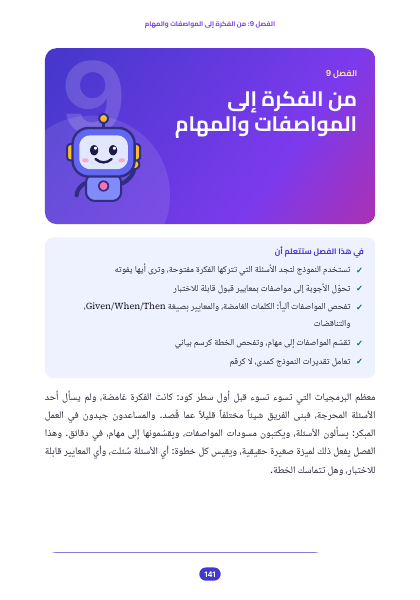 الفصل 9: من الفكرة إلى المواصفات والمهام
9
الفصل 9
من الفكرة إلى
المواصفات والمهام
في هذا الفصل ستتعلم أن
✓ تستخدم النموذج لتجد الأسئلة التي تتركها الفكرة مفتوحة، وترى أيها يفوته
✓ تحوّل الأجوبة إلى مواصفات بمعايير قبول قابلة للاختبار
✓ تفحص المواصفات آلياً: الكلمات الغامضة، والمعايير بصيغة Given/When/Then،
والتناقضات
✓ تقسّم المواصفات إلى مهام، وتفحص الخطة كرسم بياني
✓ تعامل تقديرات النموذج كمدى، لا كرقم
معظم البرمجيات التي تسوء تسوء قبل أول سطر كود: كانت الفكرة غامضة، ولم يسأل أحد
الأسئلة المحرجة، فبنى الفريق شيئاً مختلفاً قليلاً عما قُصد. والمساعدون جيدون في العمل
المبكر: يسألون الأسئلة، ويكتبون مسودات المواصفات، ويقسّمونها إلى مهام، في دقائق. وهذا
الفصل يفعل ذلك لميزة صغيرة حقيقية، ويقيس كل خطوة: أي الأسئلة سُئلت، وأي المعايير قابلة
للاختبار، وهل تتماسك الخطة.
141